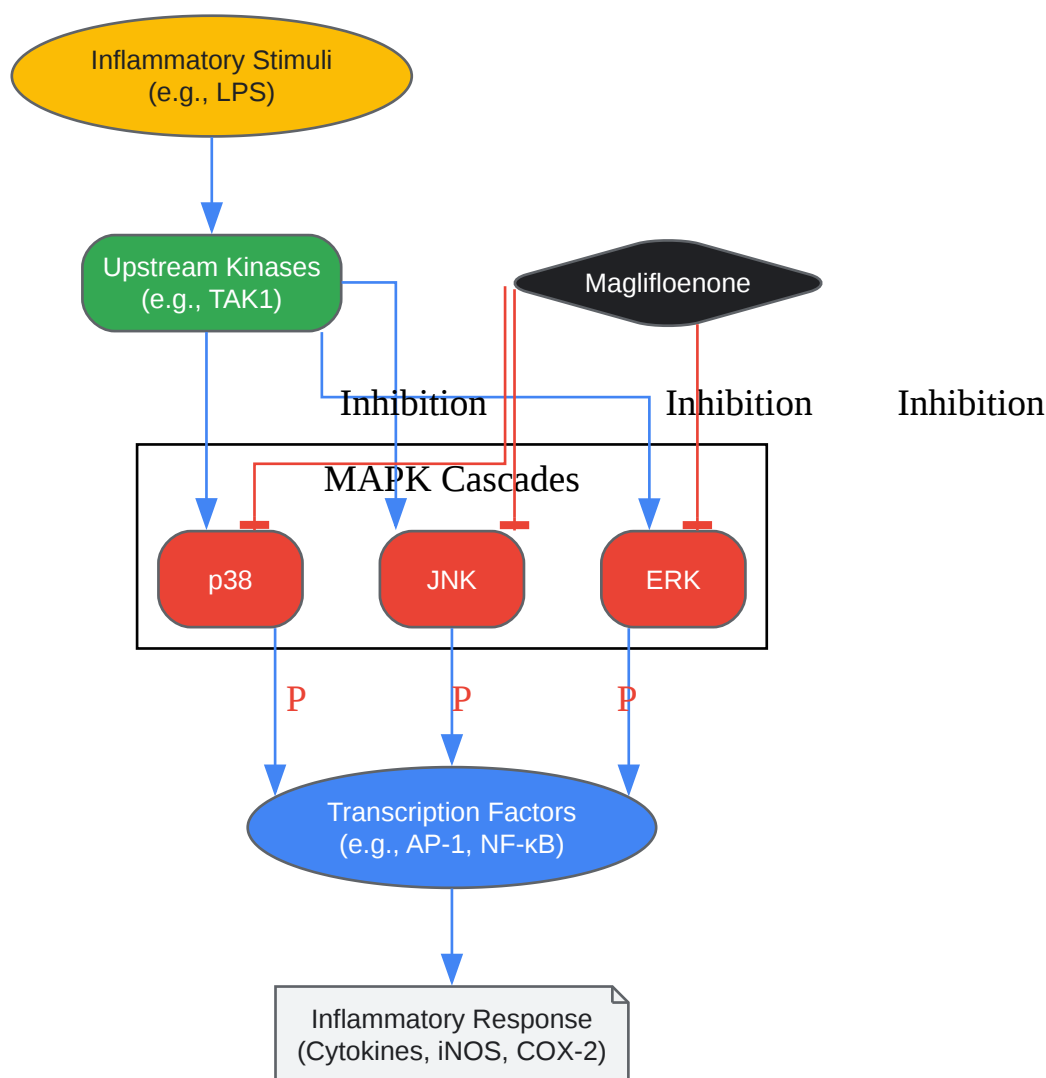 Inflammatory Stimuli
(e.g., LPS)
Upstream Kinases
(e.g., TAK1)
Maglifloenone
Inhibition
Inhibition
Inhibition
MAPK Cascades
p38
JNK
ERK
P
P
P
Transcription Factors
(e.g., AP-1, NF-κB)
Inflammatory Response
(Cytokines, iNOS, COX-2)